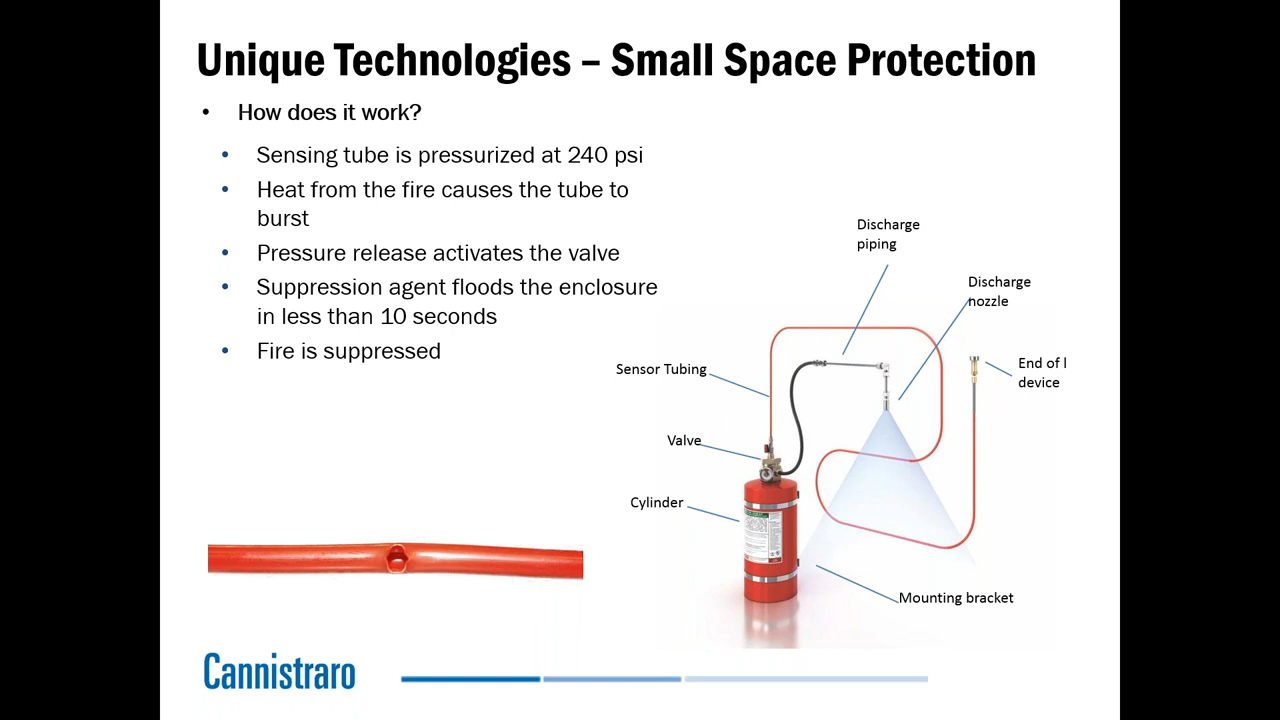 Unique Technologies – Small Space Protection
• How does it work?
• Sensing tube is pressurized at 240 psi
• Heat from the fire causes the tube to
burst
• Pressure release activates the valve
• Suppression agent floods the enclosure
in less than 10 seconds
• Fire is suppressed
Discharge
piping
Discharge
nozzle
Sensor Tubing
End of l
device
Valve
Cylinder
Mounting bracket
Cannistraro